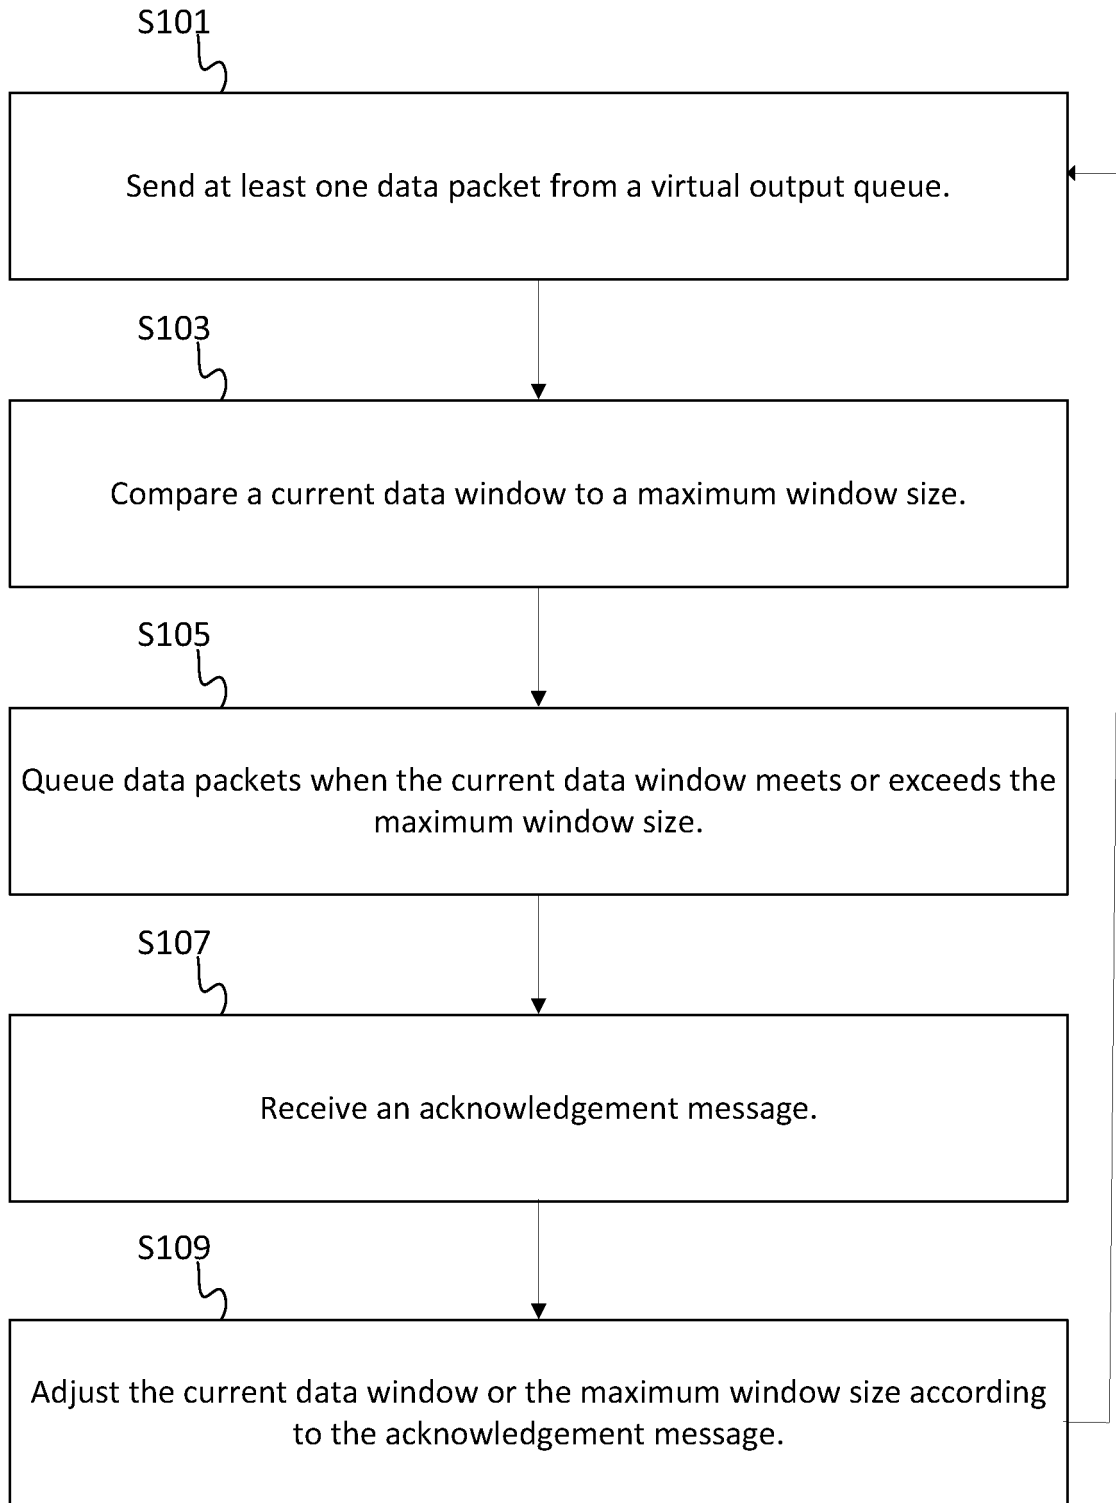 S101
Send at least one data packet from a virtual output queue.
S103
Compare a current data window to a maximum window size.
S105
Queue data packets when the current data window meets or exceeds the
maximum window size.
S107
Receive an acknowledgement message.
S109
Adjust the current data window or the maximum window size according
to the acknowledgement message.